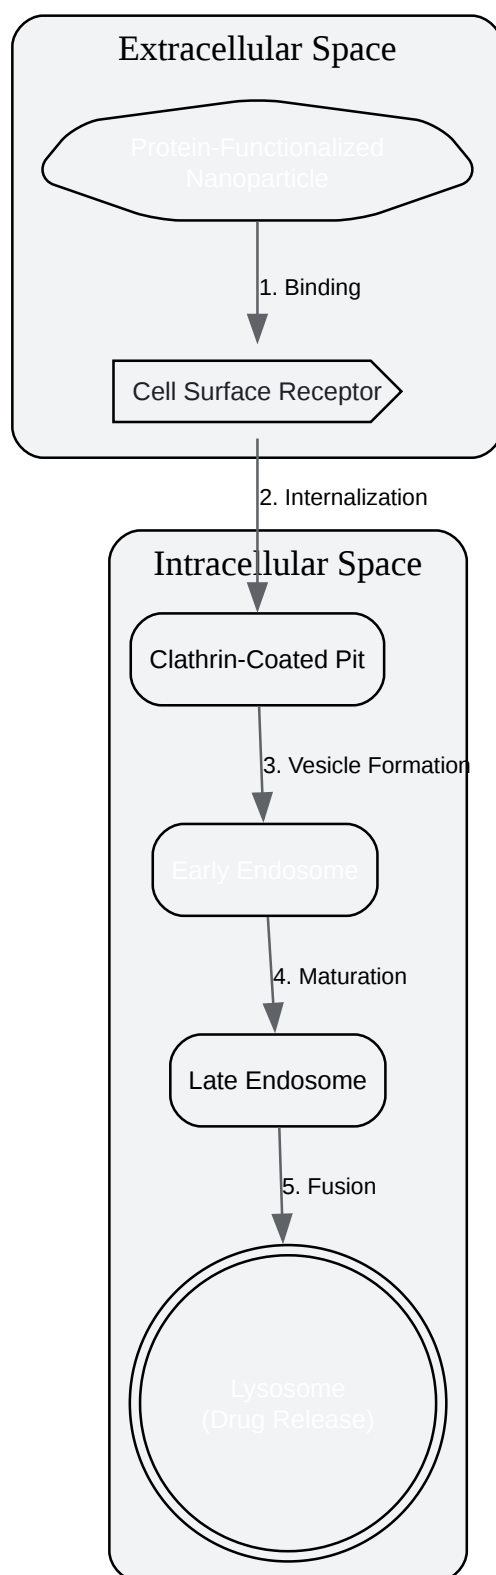 Extracellular Space
Protein-Functionalized
Nanoparticle
1. Binding
Cell Surface Receptor
2. Internalization
Intracellular Space
Clathrin-Coated Pit
3. Vesicle Formation
Early Endosome
4. Maturation
Late Endosome
5. Fusion
Lysosome
(Drug Release)